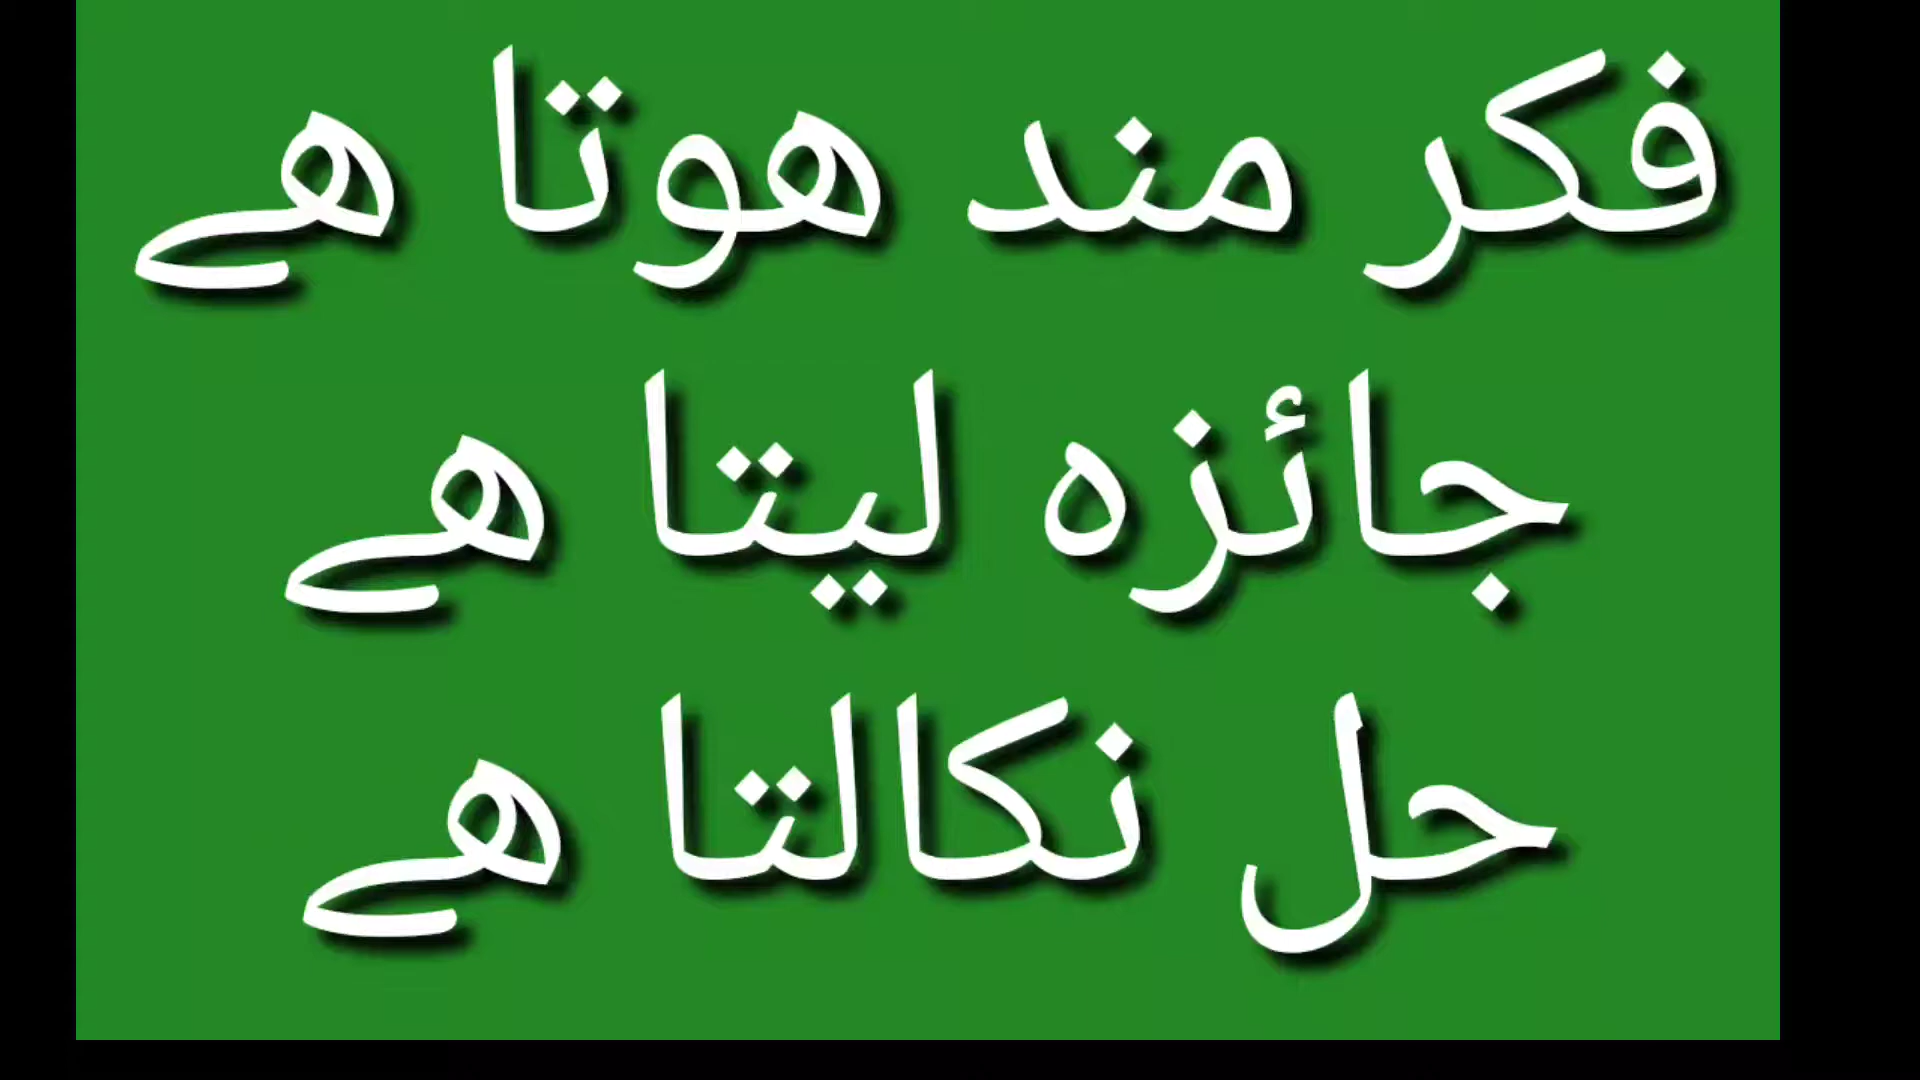 فکر مند ھوتا ھے
جائزہ لیتا ھے
حل نکالتا ھے